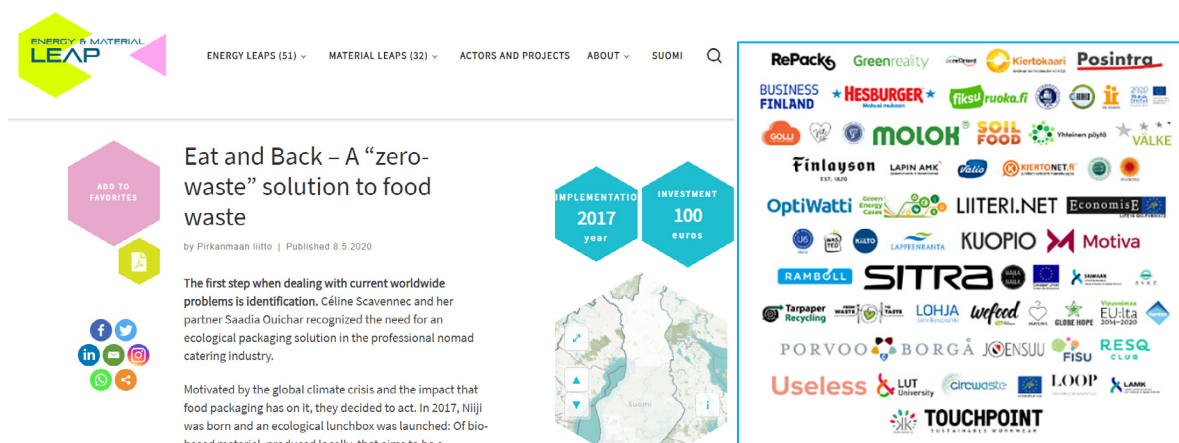 ENERGY & MATERIAL
LEAP
ENERGY LEAPS (51)
MATERIAL LEAPS (32)
ACTORS AND PROJECTS
ABOUT
SUOMI
ADD TO
FAVORITES
Eat and Back – A “zero-
waste” solution to food
waste
by Pirkanmaan liitto | Published 8.5.2020
The first step when dealing with current worldwide
problems is identification. Céline Scavennec and her
partner Saadia Ouichar recognized the need for an
ecological packaging solution in the professional nomad
catering industry.
Motivated by the global climate crisis and the impact that
food packaging has on it, they decided to act. In 2017, Niiji
was born and an ecological lunchbox was launched: Of bio-
IMPLEMENTATIO
2017
year
INVESTMENT
100
euros
Suomi
i
RePack
Greenreality
Kiertokaari
Posintra
BUSINESS
FINLAND
HESBURGER
fiksuruoka.fi
GOLLI
MOLOK
SOIL
FOOD
Yhteinen pöytä
VÄLKE
Finlayson
EST. 1820
LAPIN AMK
Valio
KIERTONET.fi
OptiWatti
Green
Energy
Cases
LIITERI.NET
EconomisE
KIILTO
LAPPEENRANTA
KUOPIO
Motiva
RAMBOLL
SITRA
SYKE
Tarpaper
Recycling
FROM
WASTE
TO
TASTE
LOHJA
wefood
GLOBE HOPE
Vipuvoimaa
EU:lta
2014–2020
PORVOO BORGÅ
JOENSUU
FISU
RESQ
CLUB
Useless
LUT
University
circwaste
LOOP
LAMK
TOUCHPOINT
SUSTAINABLE WORKWEAR